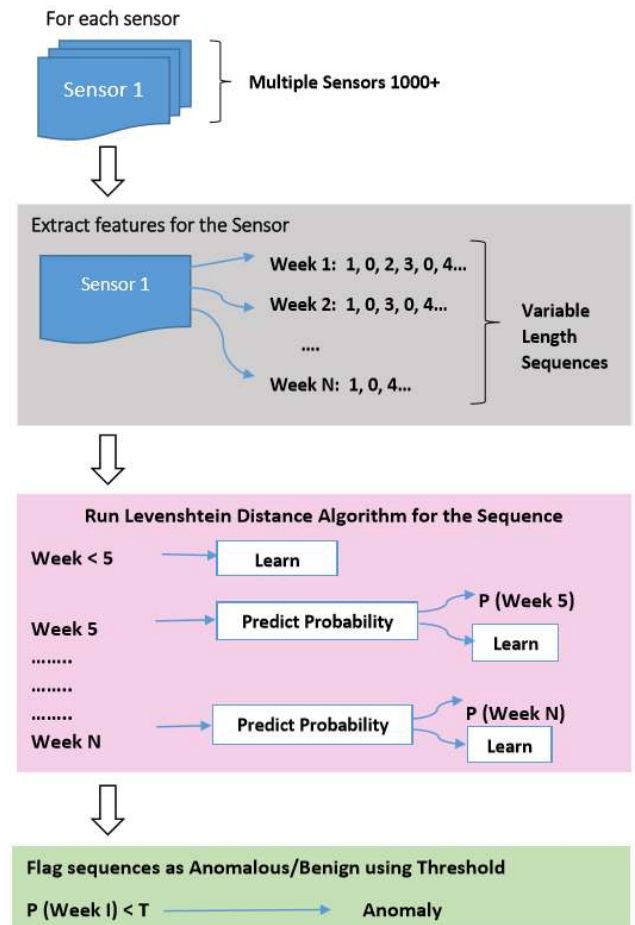 For each sensor
Sensor 1
Multiple Sensors 1000+
Extract features for the Sensor
Sensor 1
Week 1: 1, 0, 2, 3, 0, 4...
Week 2: 1, 0, 3, 0, 4...
....
Week N: 1, 0, 4...
Variable
Length
Sequences
Run Levenshtein Distance Algorithm for the Sequence
Week < 5
Learn
Week 5
Predict Probability
P (Week 5)
Learn
........
........
........
Week N
Predict Probability
P (Week N)
Learn
Flag sequences as Anomalous/Benign using Threshold
P (Week I) < T
Anomaly